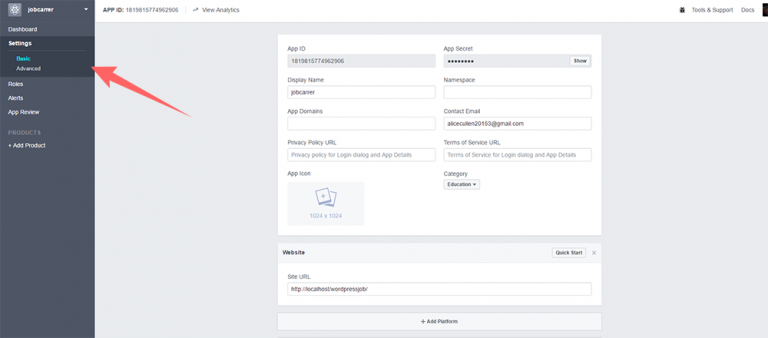 jobcarrer
APP ID: 1819815774962906
View Analytics
Tools & Support
Docs
Dashboard
Settings
Basic
Advanced
Roles
Alerts
App Review
PRODUCTS
+ Add Product
App ID
1819815774962906
App Secret
●●●●●●●●
Show
Display Name
jobcarrer
Namespace
App Domains
Contact Email
alicecullen20153@gmail.com
Privacy Policy URL
Privacy policy for Login dialog and App Details
Terms of Service URL
Terms of Service for Login dialog and App Details
App Icon
1024 x 1024
Category
Education
Website
Quick Start
Site URL
http://localhost/wordpressjob/
+ Add Platform